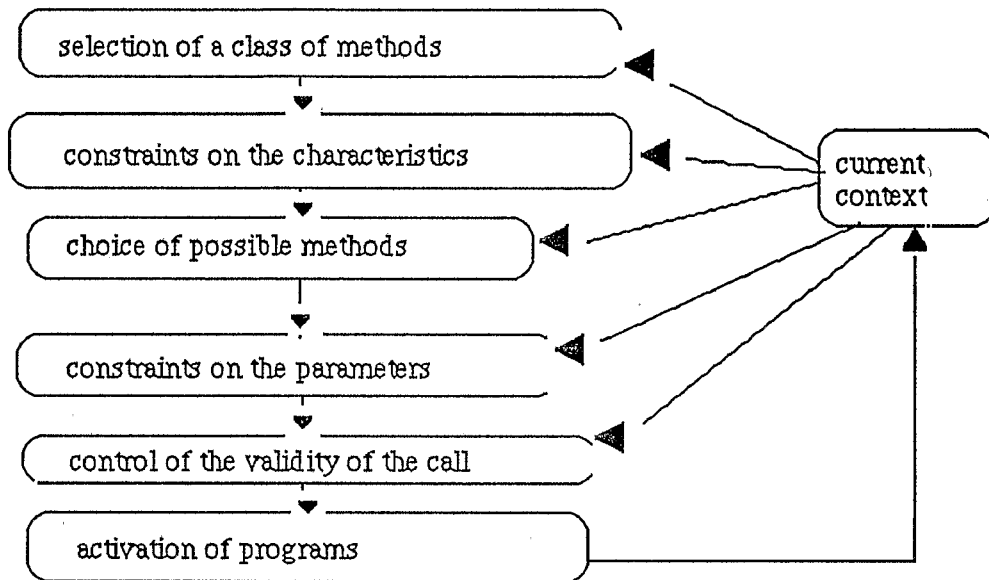 selection of a class of methods
constraints on the characteristics
current
context
choice of possible methods
constraints on the parameters
control of the validity of the call
activation of programs